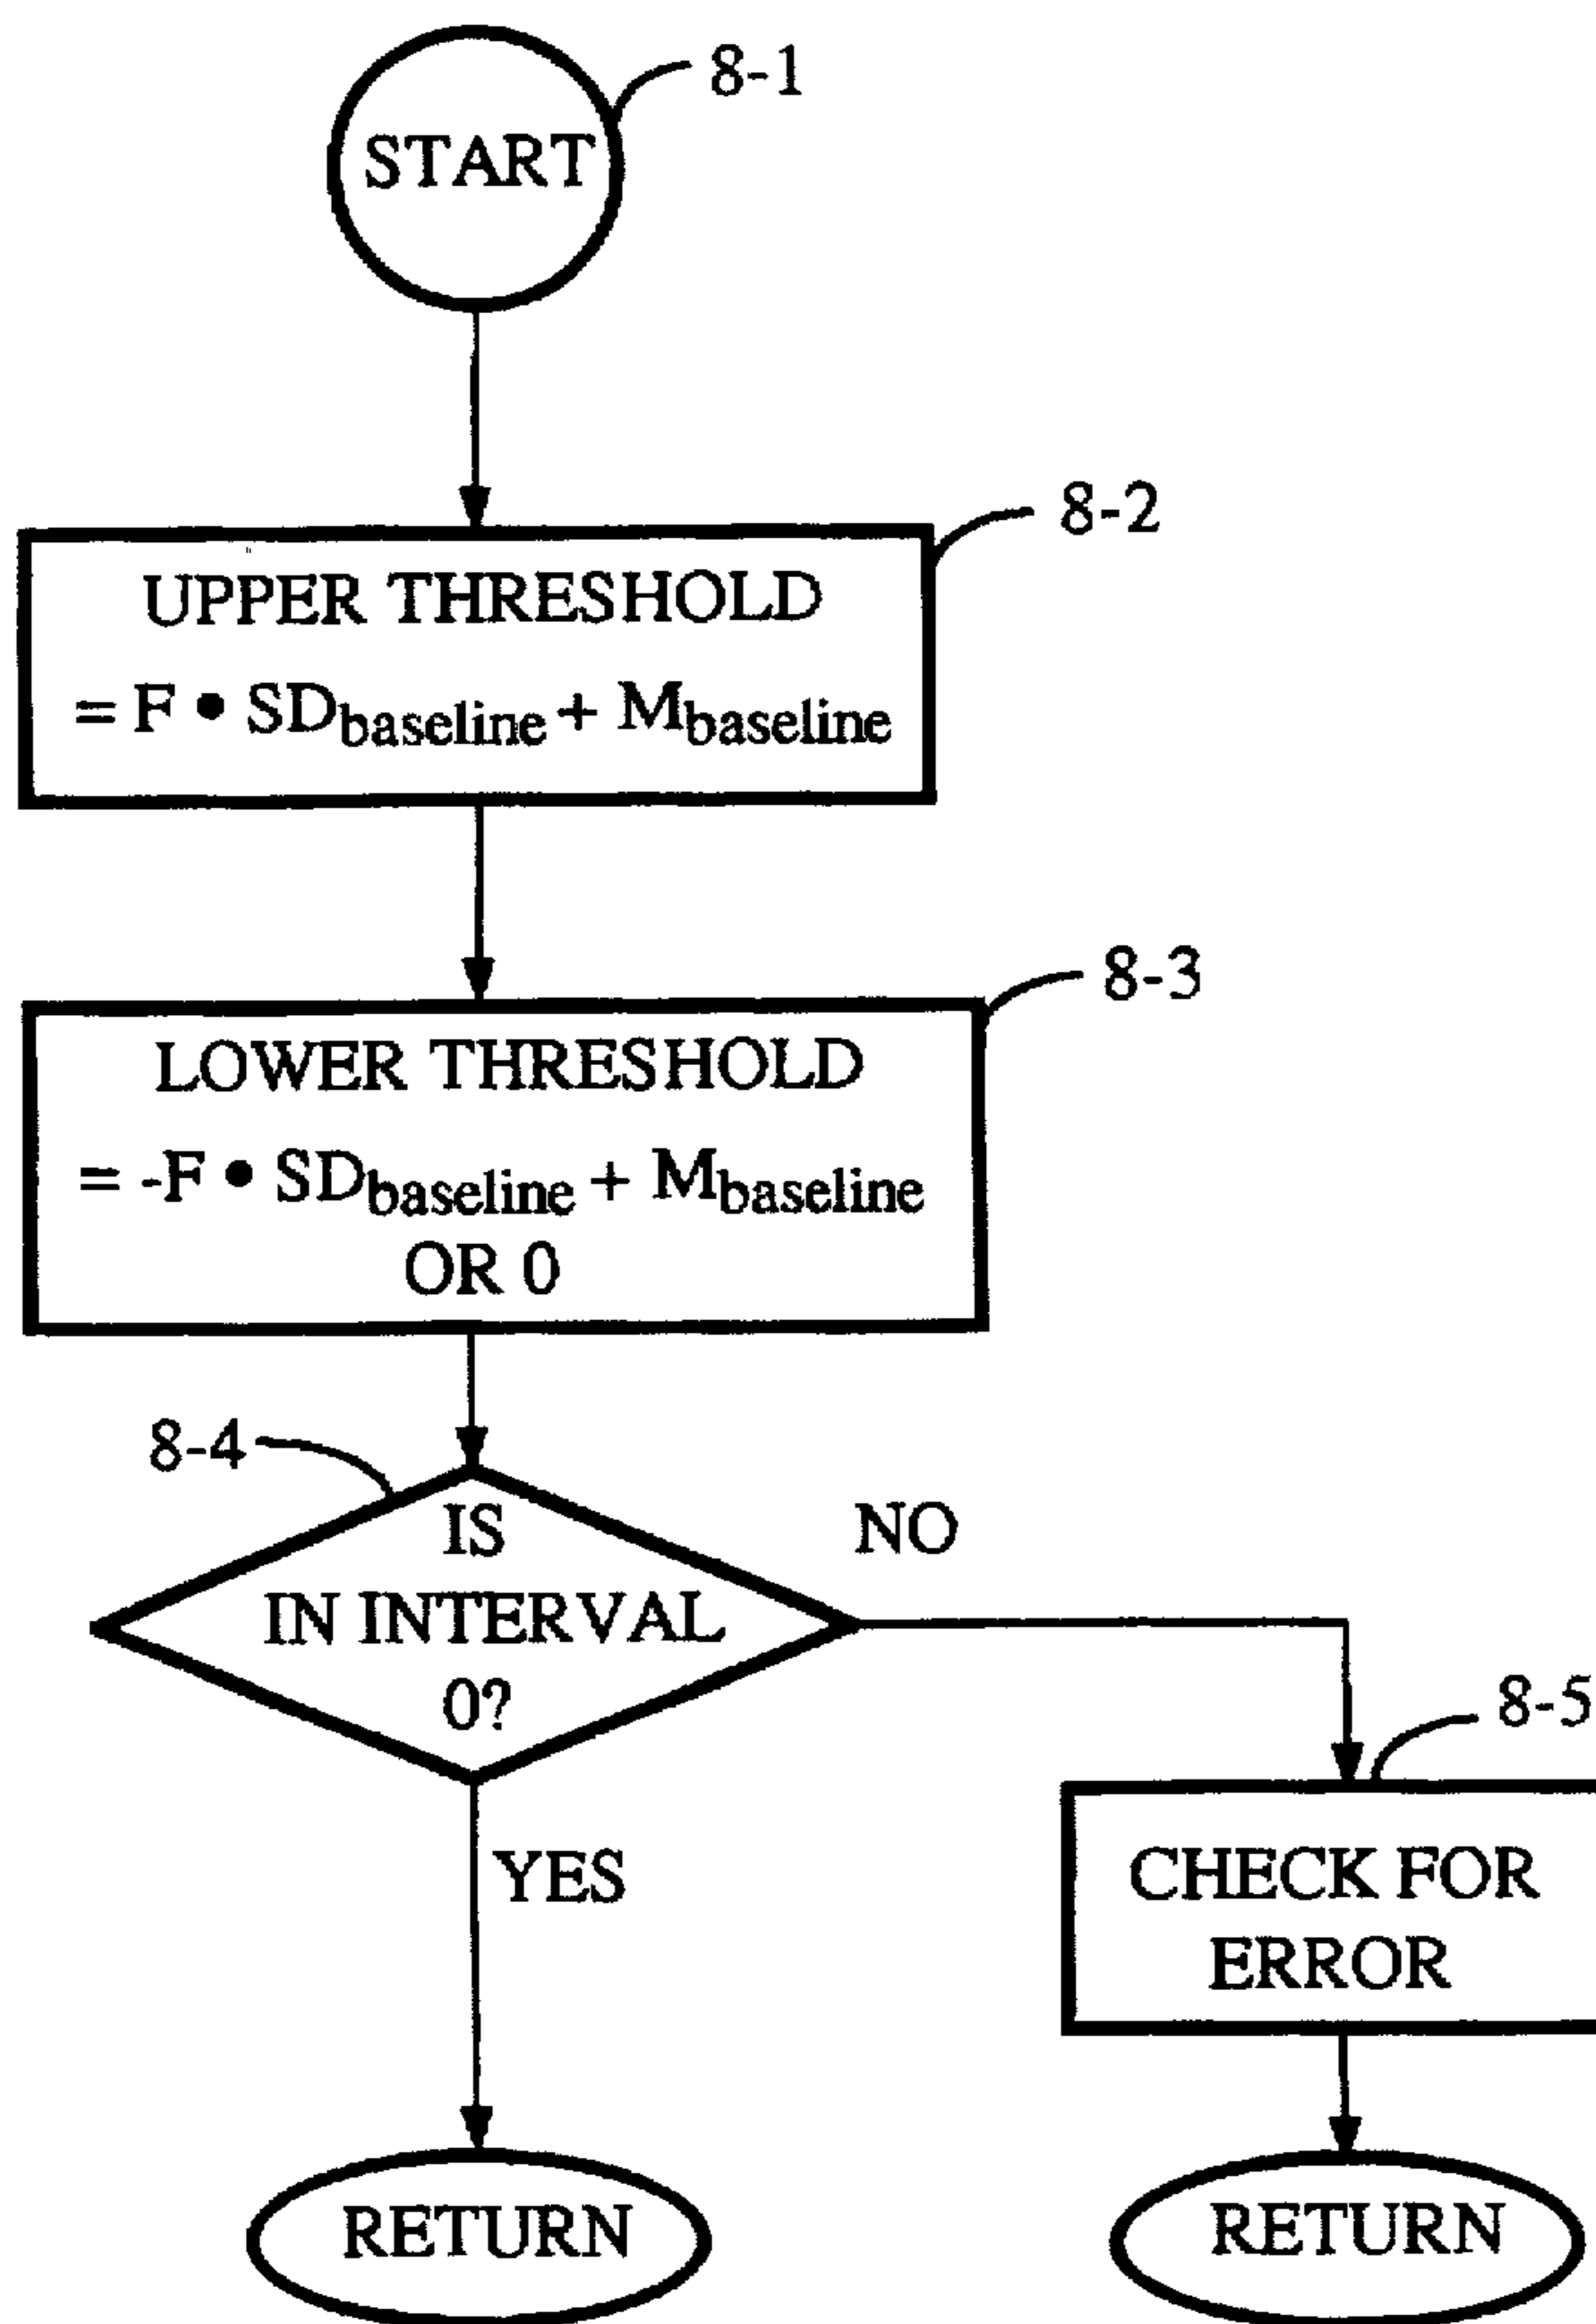 START
8-1
8-2
UPPER THRESHOLD
= F • SDbaseline + Mbaseline
8-3
LOWER THRESHOLD
= -F • SDbaseline + Mbaseline
OR 0
8-4
IS
IN INTERVAL
0?
NO
YES
8-5
CHECK FOR
ERROR
RETURN
RETURN